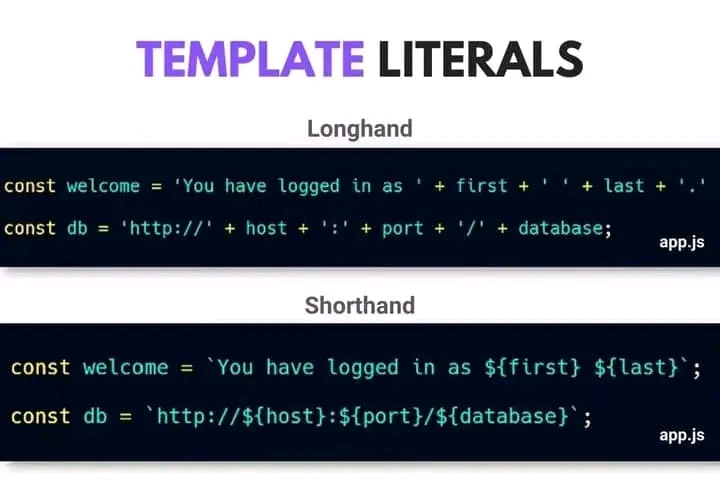 TEMPLATE LITERALS
Longhand
const welcome = 'You have logged in as ' + first + ' ' + last + '.'
const db = 'http://' + host + ':' + port + '/' + database;
app.js
Shorthand
const welcome = `You have logged in as ${first} ${last}`;
const db = `http://${host}:${port}/${database}`;
app.js